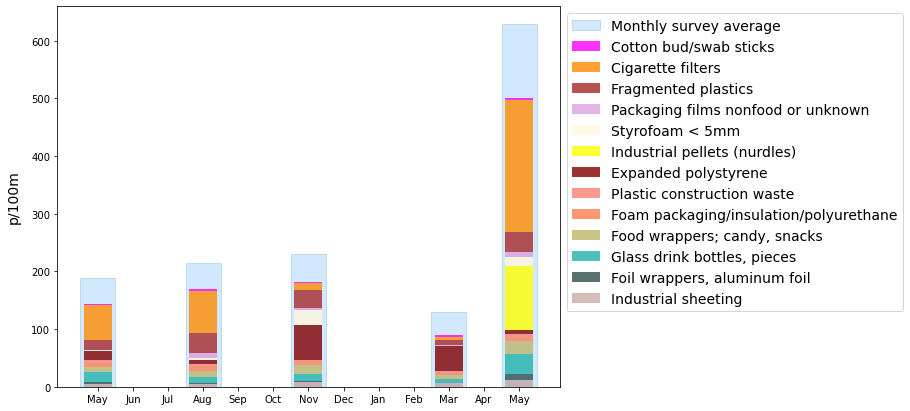 p/100m
600
500
400
300
200
100
0
May Jun Jul Aug Sep Oct Nov Dec Jan Feb Mar Apr May
Monthly survey average
Cotton bud/swab sticks
Cigarette filters
Fragmented plastics
Packaging films nonfood or unknown
Styrofoam < 5mm
Industrial pellets (nurdles)
Expanded polystyrene
Plastic construction waste
Foam packaging/insulation/polyurethane
Food wrappers; candy, snacks
Glass drink bottles, pieces
Foil wrappers, aluminum foil
Industrial sheeting